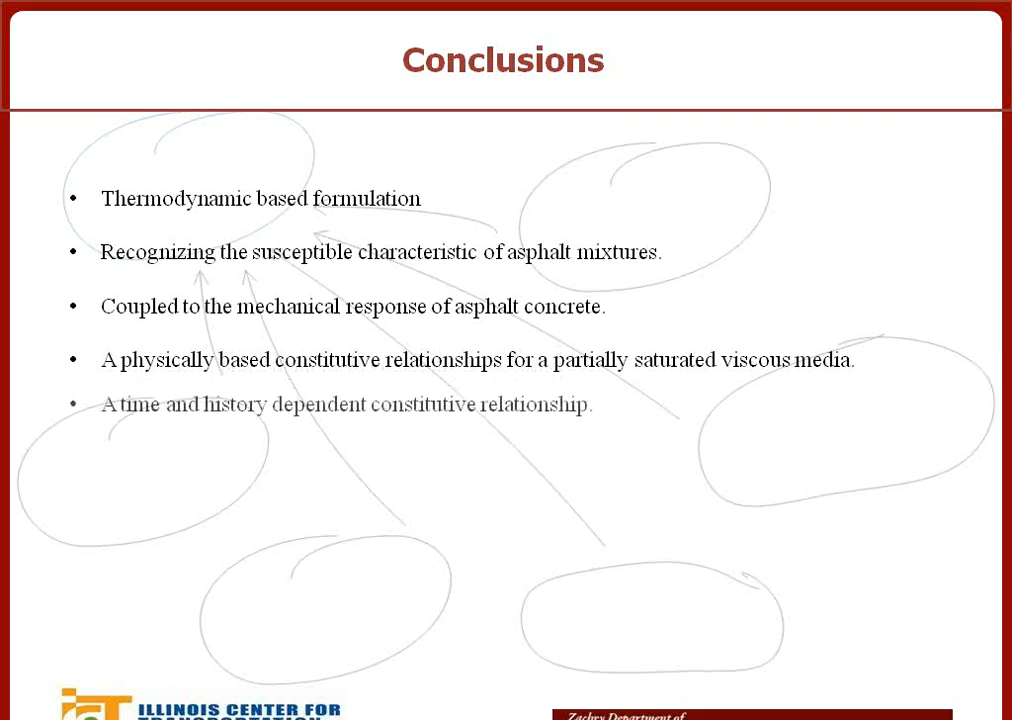 Conclusions
• Thermodynamic based formulation
• Recognizing the susceptible characteristic of asphalt mixtures.
• Coupled to the mechanical response of asphalt concrete.
• A physically based constitutive relationships for a partially saturated viscous media.
• A time and history dependent constitutive relationship.
ILLINOIS CENTER FOR
TRANSPORTATION
Zachry Department of